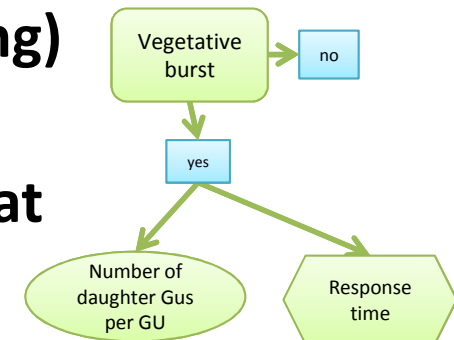 ng)
Vegetative
burst
no
yes
at
Number of
daughter Gus
per GU
Response
time